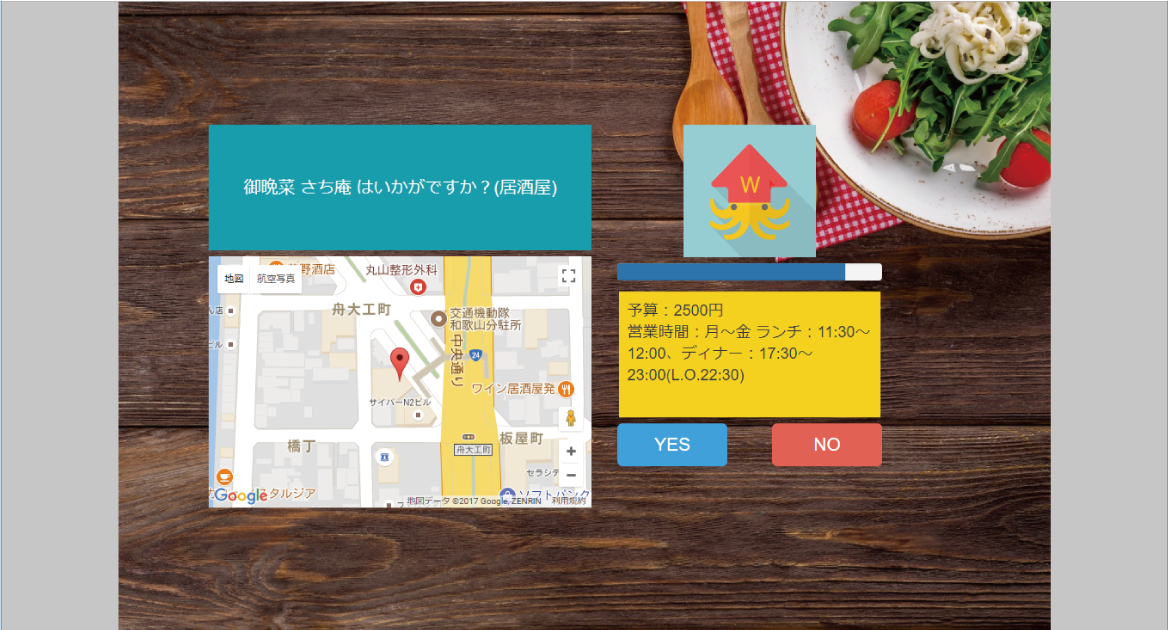 御晩菜 さち庵 はいかがですか？(居酒屋)
W
地図
航空写真
野酒店
丸山整形外科
舟大工町
交通機動隊
和歌山分駐所
中央通り
24
ワイン居酒屋発
サイバーN2ビル
橋丁
板屋町
舟大工町
セラシテ
タルジア
ソフトバンク
Google
地図データ ©2017 Google, ZENRIN
利用規約
予算：2500円
営業時間：月～金 ランチ：11:30～
12:00、ディナー：17:30～
23:00(L.O.22:30)
YES
NO